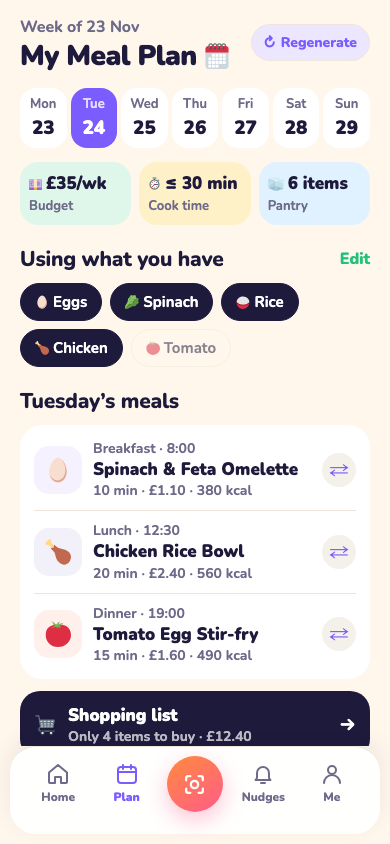 Week of 23 Nov
My Meal Plan
Regenerate
Mon Tue Wed Thu Fri Sat Sun
23 24 25 26 27 28 29
£35/wk ≤ 30 min 6 items
Budget Cook time Pantry
Using what you have
Edit
Eggs Spinach Rice
Chicken Tomato
Tuesday's meals
Breakfast · 8:00
Spinach & Feta Omelette
10 min · £1.10 · 380 kcal
Lunch · 12:30
Chicken Rice Bowl
20 min · £2.40 · 560 kcal
Dinner · 19:00
Tomato Egg Stir-fry
15 min · £1.60 · 490 kcal
Shopping list
Only 4 items to buy · £12.40
Home Plan Nudges Me